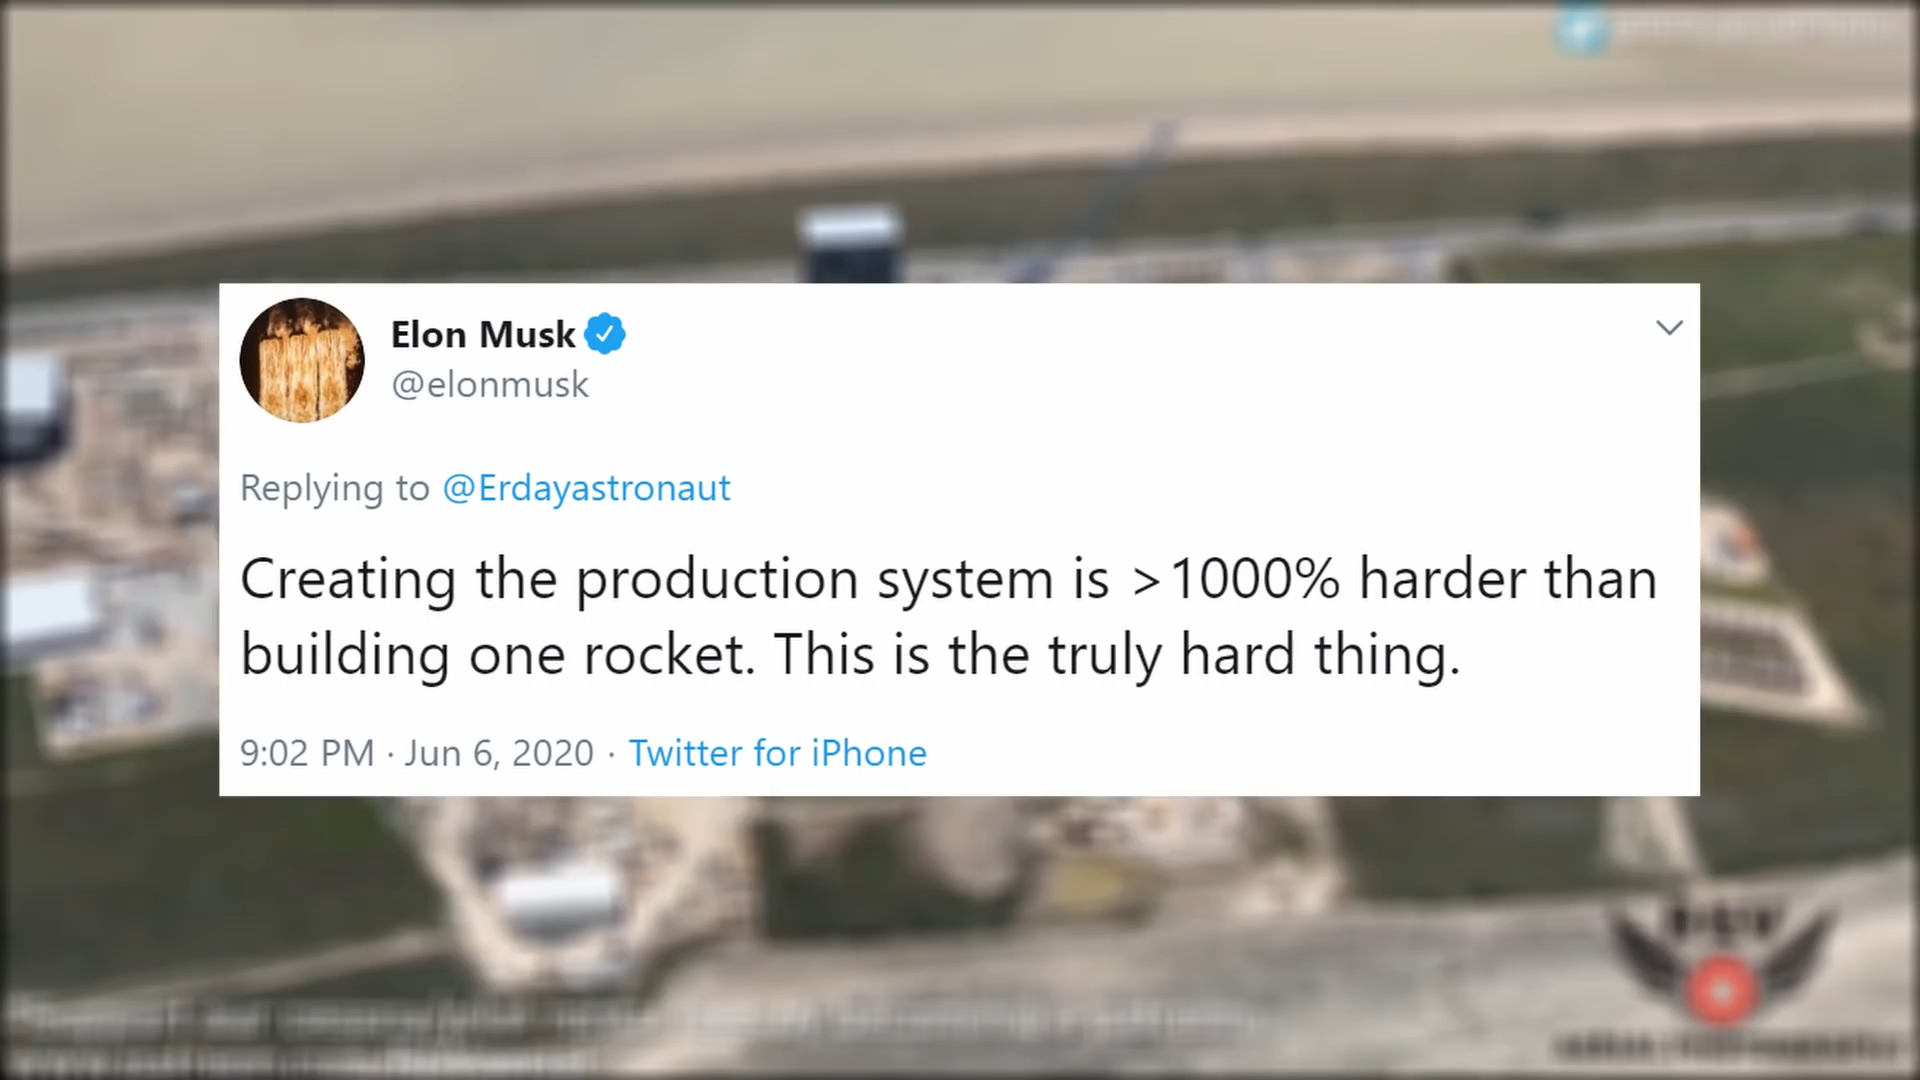 Elon Musk
@elonmusk
Replying to @Erdayastronaut
Creating the production system is >1000% harder than
building one rocket. This is the truly hard thing.
9:02 PM · Jun 6, 2020 · Twitter for iPhone